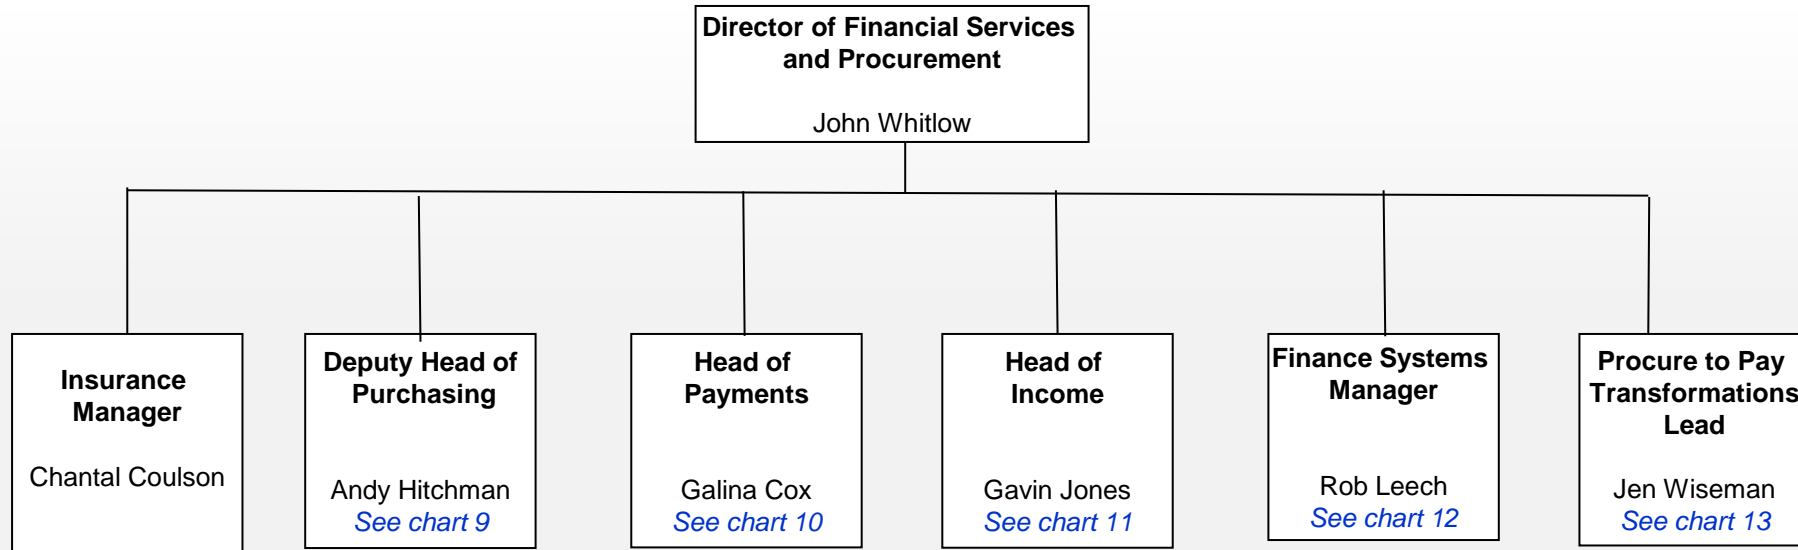 Director of Financial Services
and Procurement
John Whitlow
Insurance
Manager
Chantal Coulson
Deputy Head of
Purchasing
Andy Hitchman
See chart 9
Head of
Payments
Galina Cox
See chart 10
Head of
Income
Gavin Jones
See chart 11
Finance Systems
Manager
Rob Leech
See chart 12
Procure to Pay
Transformations
Lead
Jen Wiseman
See chart 13